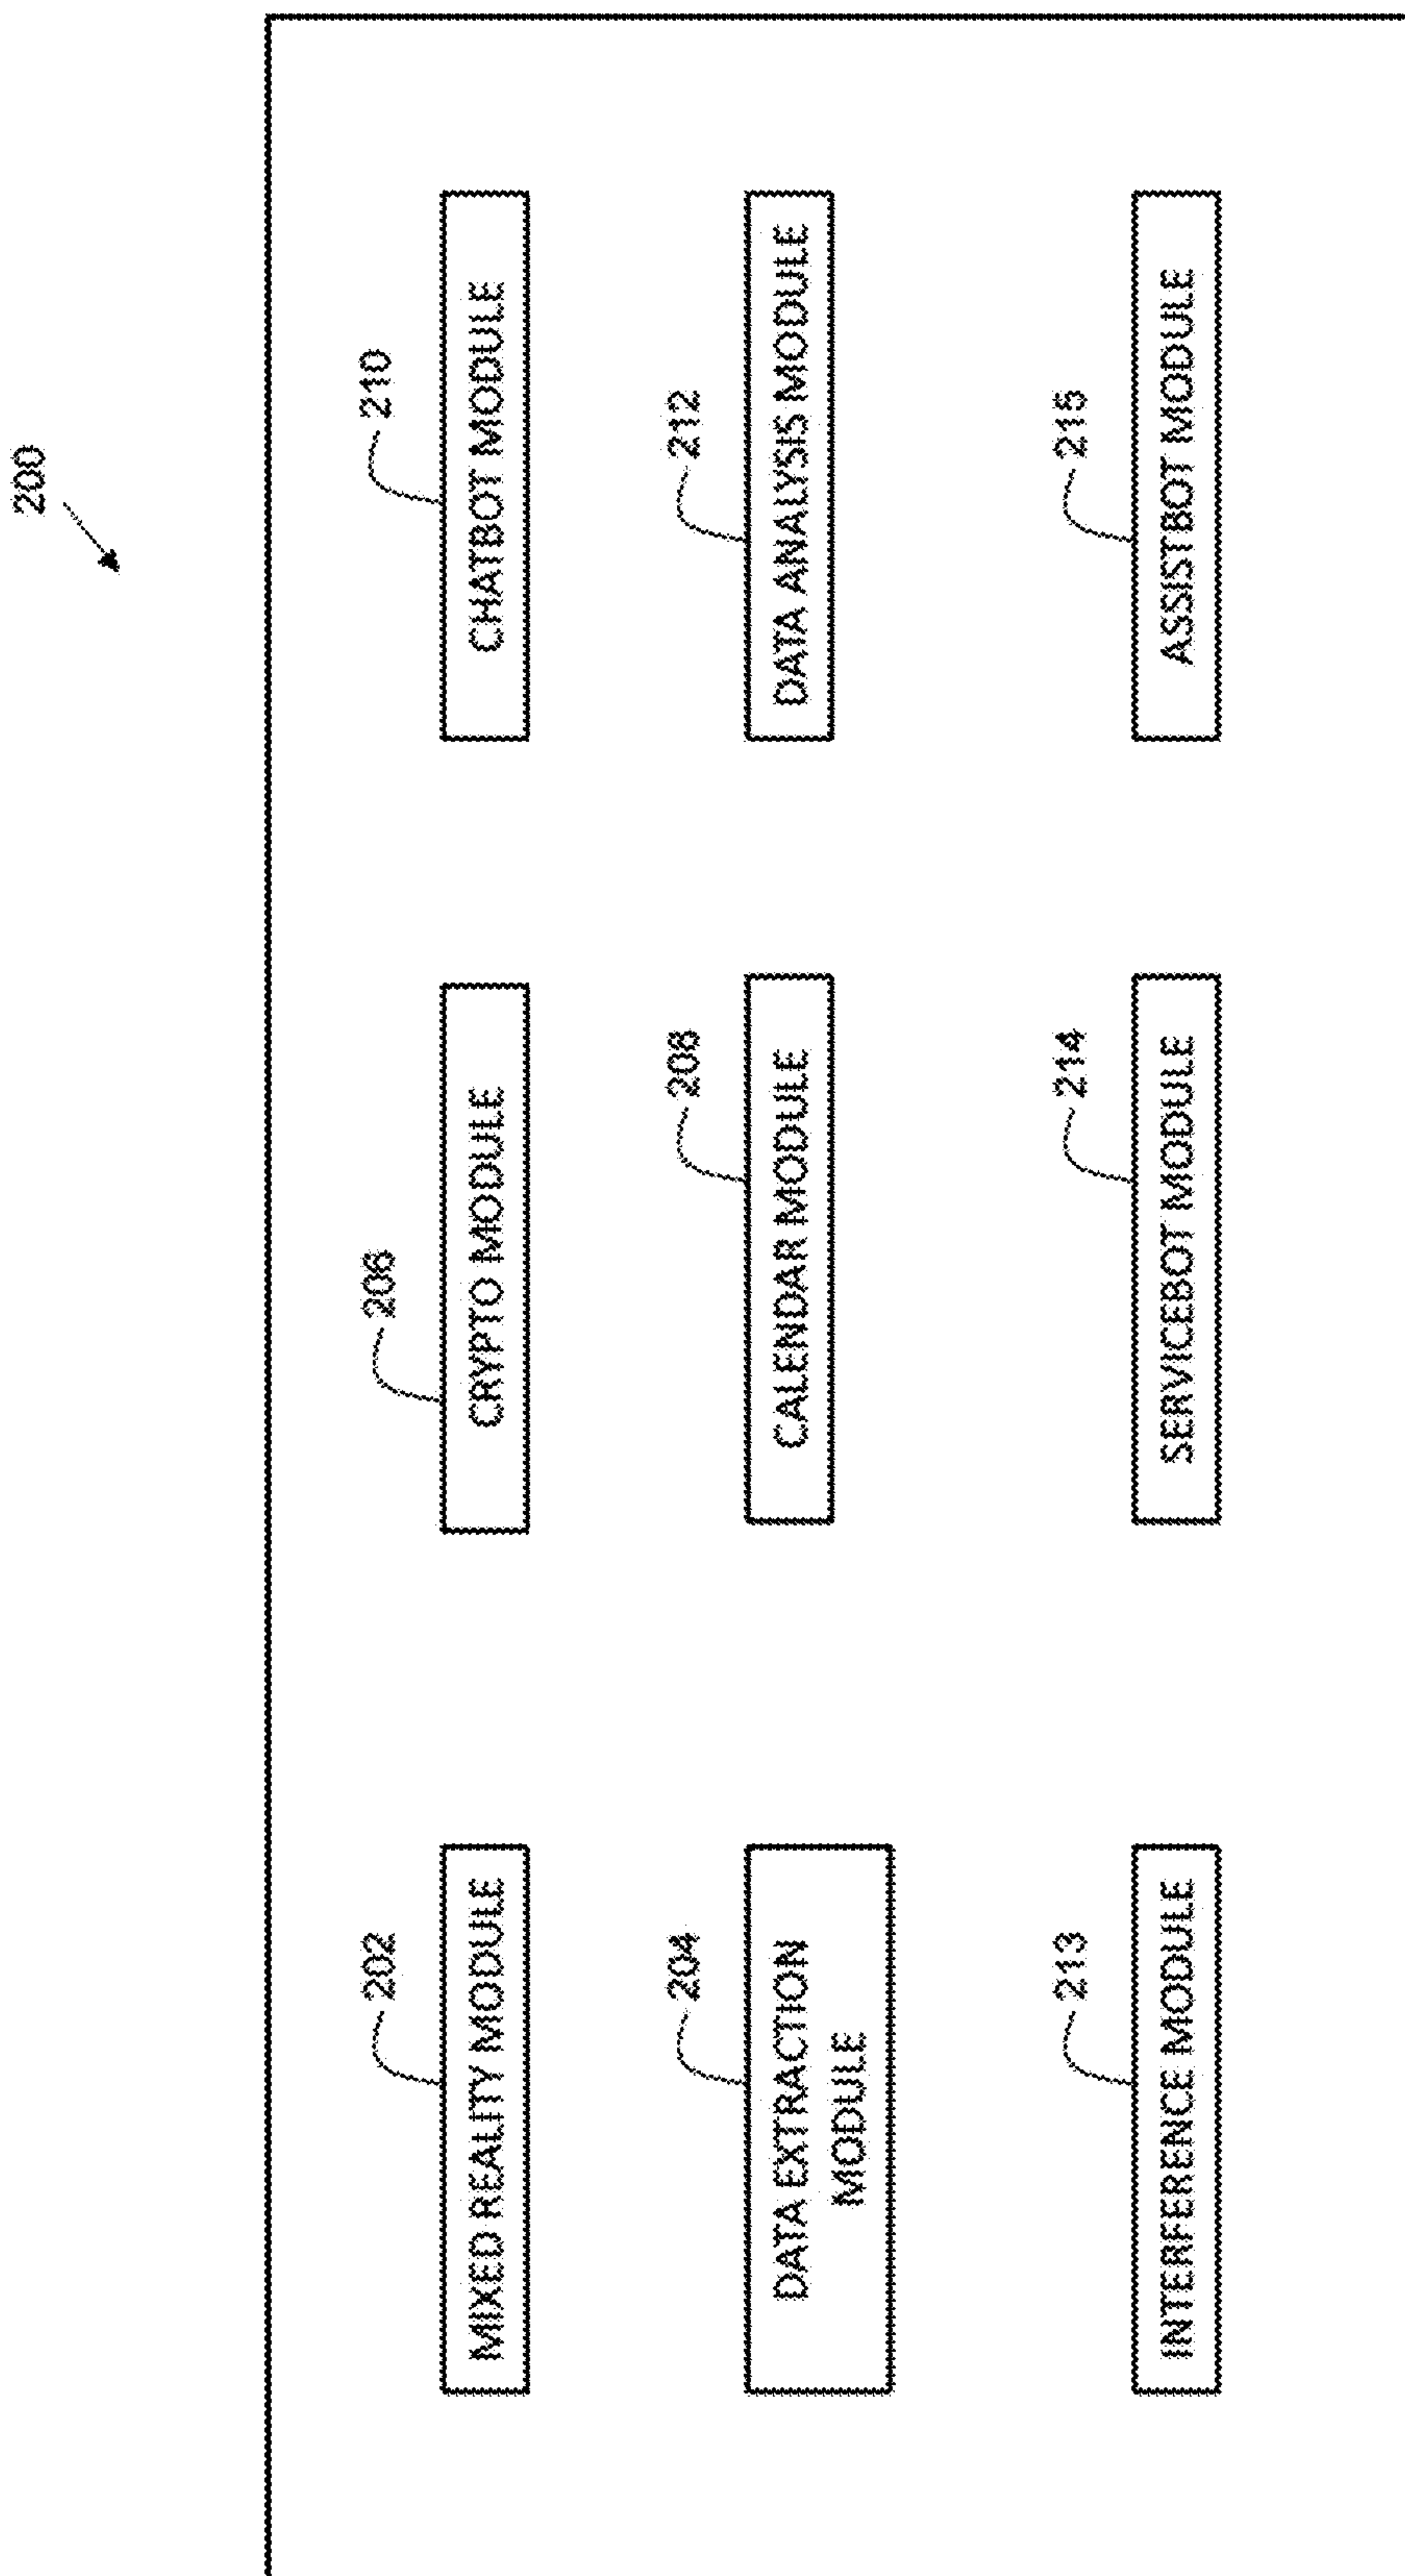 200
202
MIXED REALITY MODULE
206
CRYPTO MODULE
210
CHATBOT MODULE
204
DATA EXTRACTION
MODULE
208
CALENDAR MODULE
212
DATA ANALYSIS MODULE
213
INTERFERENCE MODULE
214
SERVICEBOT MODULE
215
ASSISTBOT MODULE